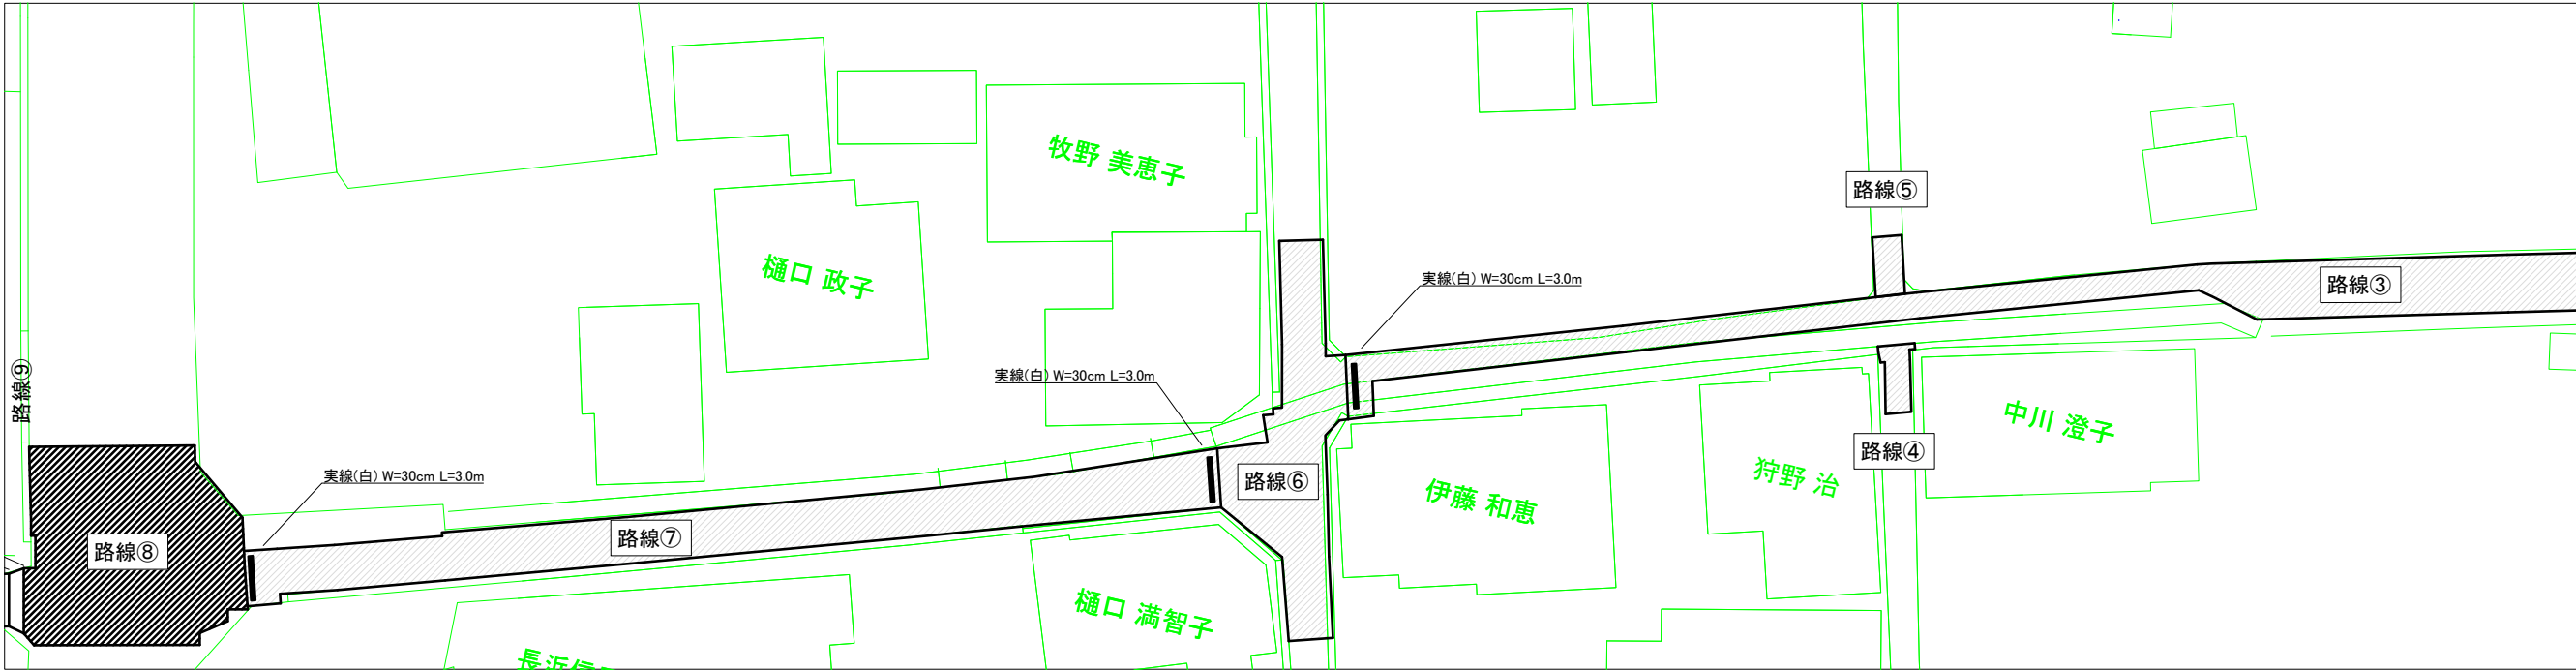 牧野 美恵子
路線⑤
樋口 政子
実線(白) W=30cm L=3.0m
路線③
路線⑨
実線(白) W=30cm L=3.0m
中川 澄子
路線④
実線(白) W=30cm L=3.0m
狩野 治
路線⑥
伊藤 和恵
路線⑦
路線⑧
樋口 満智子
長浜